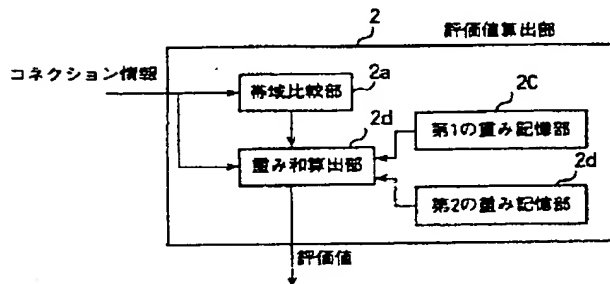 2
評価値算出部
コネクション情報
帯域比較部
2a
2C
第1の重み記憶部
2d
重み和算出部
2d
第2の重み記憶部
評価値